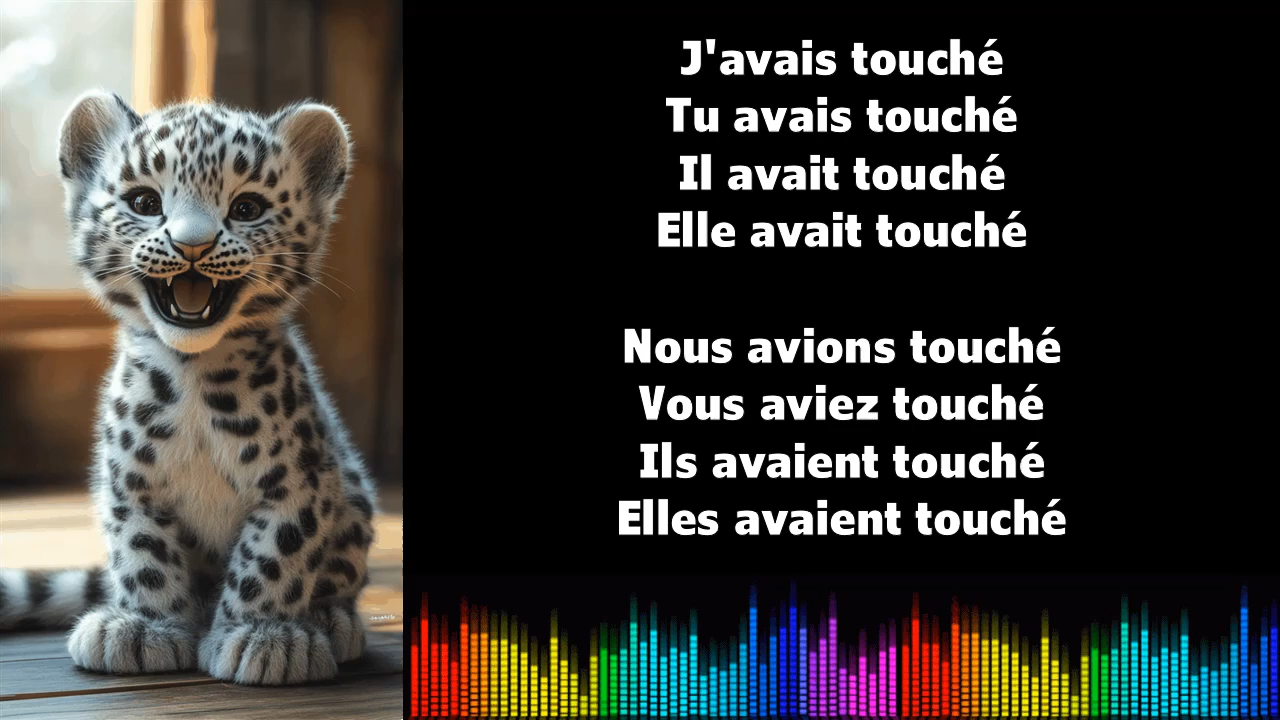 J'avais touché
Tu avais touché
Il avait touché
Elle avait touché
Nous avions touché
Vous aviez touché
Ils avaient touché
Elles avaient touché